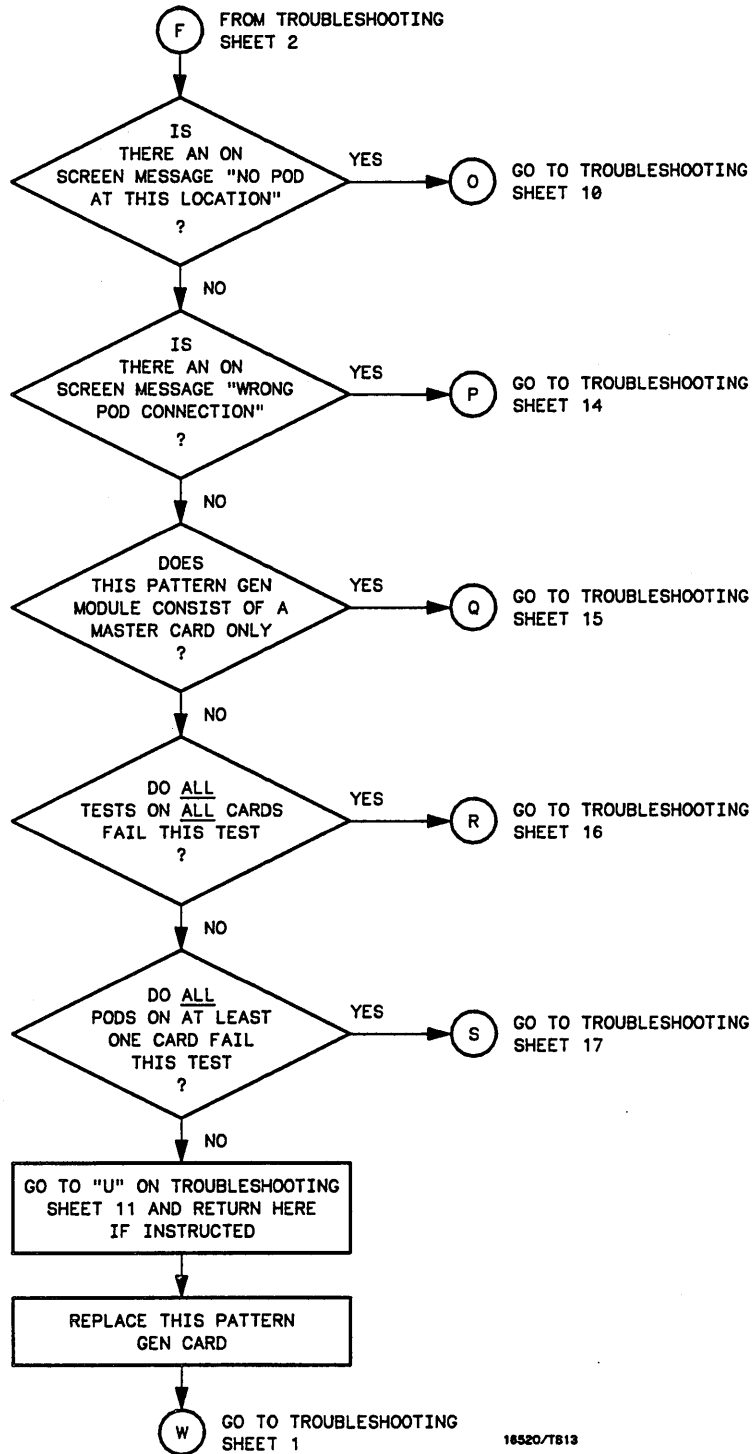 F
FROM TROUBLESHOOTING
SHEET 2
IS
THERE AN ON
SCREEN MESSAGE "NO POD
AT THIS LOCATION"
?
YES
O
GO TO TROUBLESHOOTING
SHEET 10
NO
IS
THERE AN ON
SCREEN MESSAGE "WRONG
POD CONNECTION"
?
YES
P
GO TO TROUBLESHOOTING
SHEET 14
NO
DOES
THIS PATTERN GEN
MODULE CONSIST OF A
MASTER CARD ONLY
?
YES
Q
GO TO TROUBLESHOOTING
SHEET 15
NO
DO ALL
TESTS ON ALL CARDS
FAIL THIS TEST
?
YES
R
GO TO TROUBLESHOOTING
SHEET 16
NO
DO ALL
PODS ON AT LEAST
ONE CARD FAIL
THIS TEST
?
YES
S
GO TO TROUBLESHOOTING
SHEET 17
NO
GO TO "U" ON TROUBLESHOOTING
SHEET 11 AND RETURN HERE
IF INSTRUCTED
REPLACE THIS PATTERN
GEN CARD
W
GO TO TROUBLESHOOTING
SHEET 1
16520/TS13